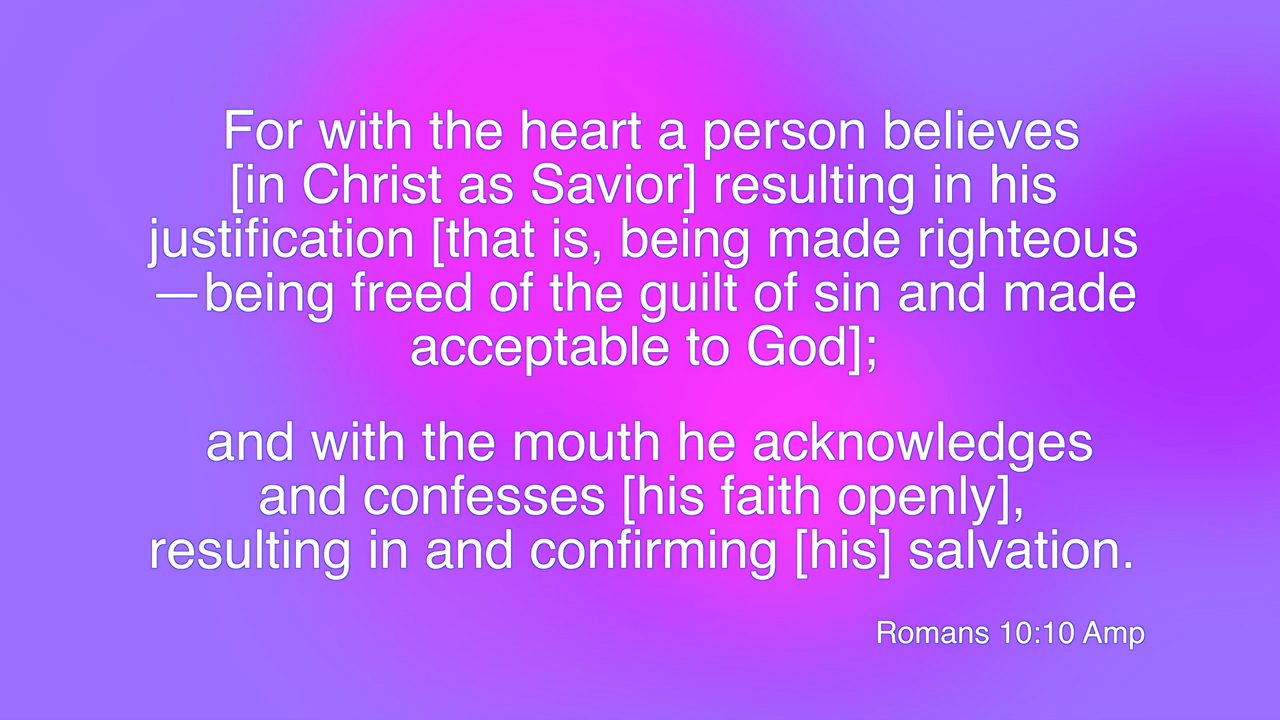 For with the heart a person believes
[in Christ as Savior] resulting in his
justification [that is, being made righteous
—being freed of the guilt of sin and made
acceptable to God];
and with the mouth he acknowledges
and confesses [his faith openly],
resulting in and confirming [his] salvation.
Romans 10:10 Amp